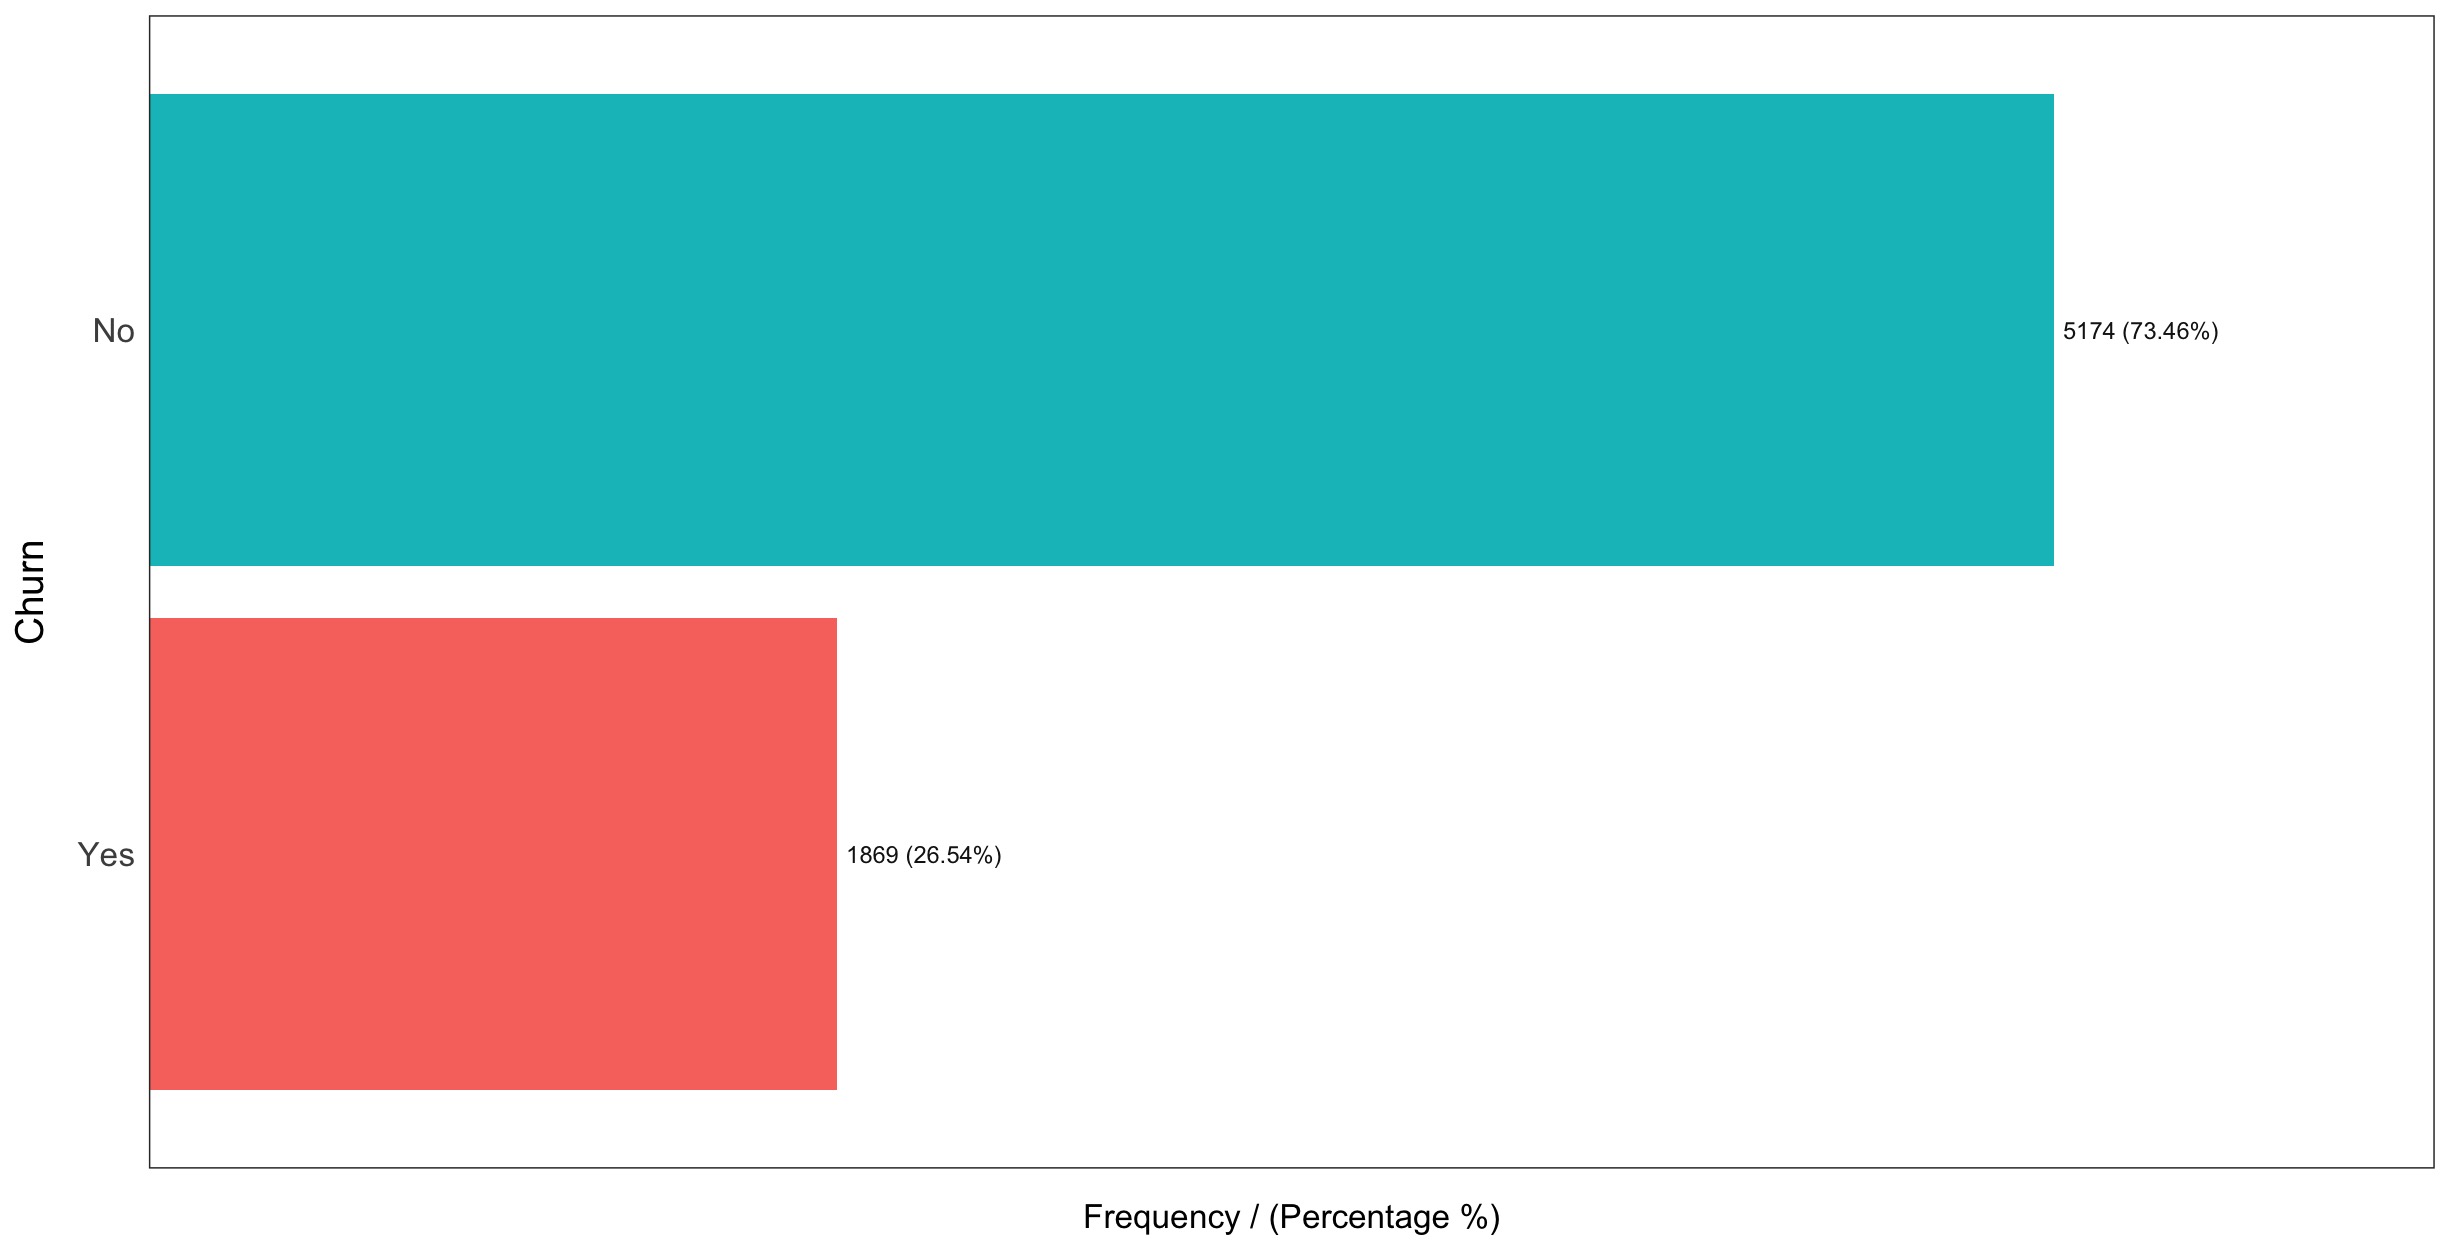 No
5174 (73.46%)
Churn
Yes
1869 (26.54%)
Frequency / (Percentage %)